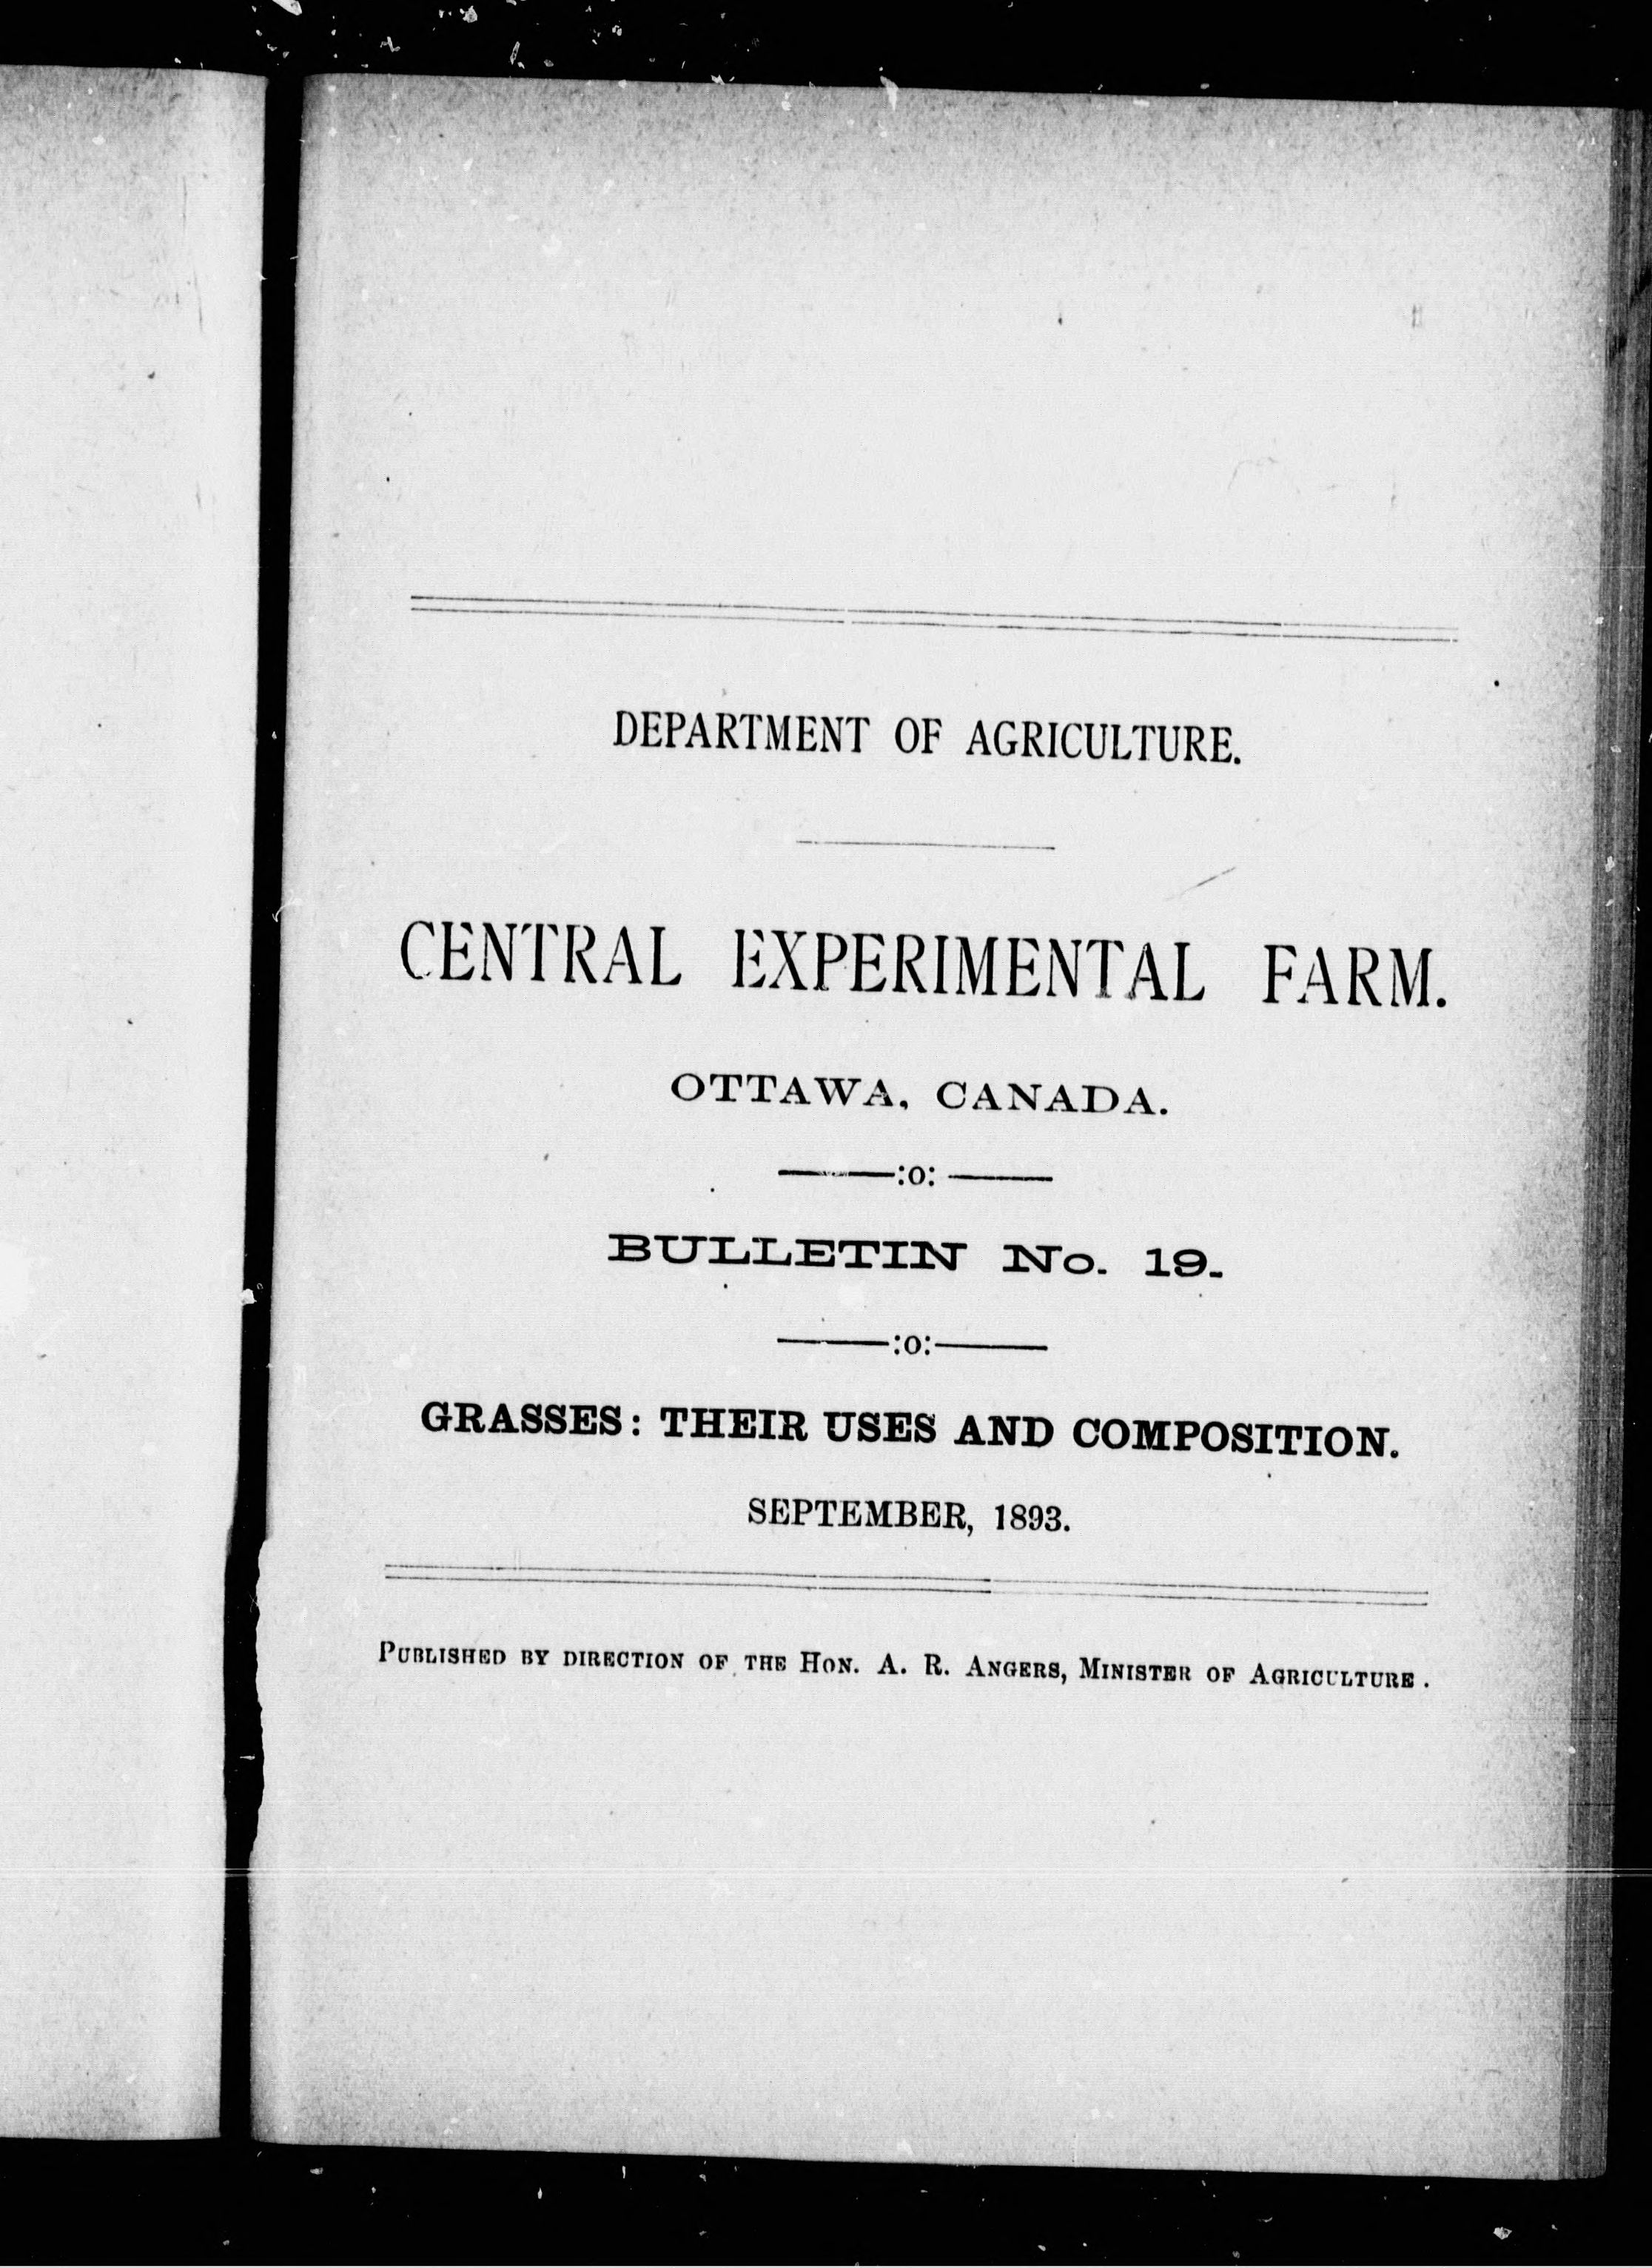 DEPARTMENT OF AGRICULTURE.
CENTRAL EXPERIMENTAL FARM.
OTTAWA, CANADA.
:o:
BULLETIN No. 19.
:o:
GRASSES: THEIR USES AND COMPOSITION.
SEPTEMBER, 1893.
PUBLISHED BY DIRECTION OF THE HON. A. R. ANGERS, MINISTER OF AGRICULTURE.